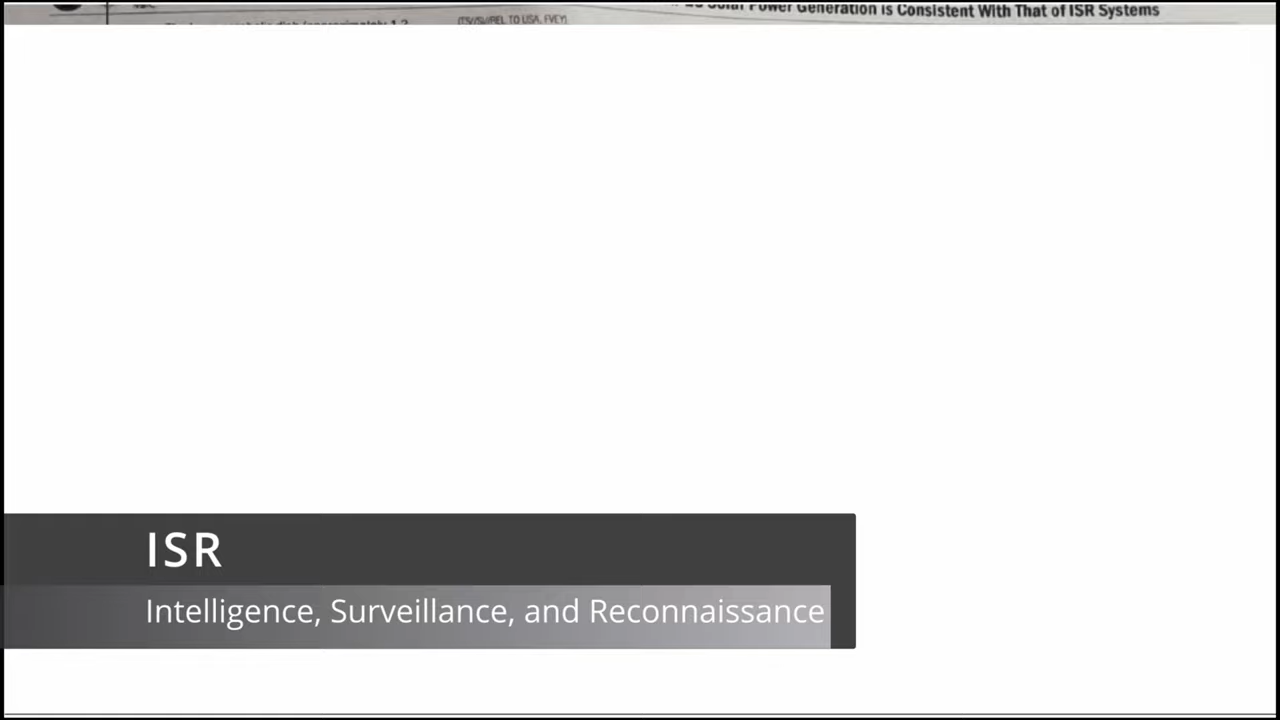 Solar Power Generation is Consistent With That of ISR Systems
(TS//SI//REL TO USA, FVEY)
ISR
Intelligence, Surveillance, and Reconnaissance